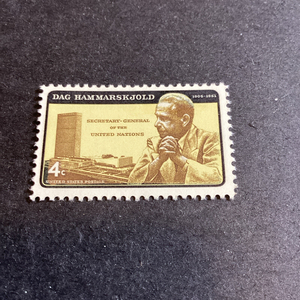 DAG HAMMARSKJOLD 1905-1961
SECRETARY-GENERAL
OF THE
UNITED NATIONS
4c
UNITED STATES POSTAGE